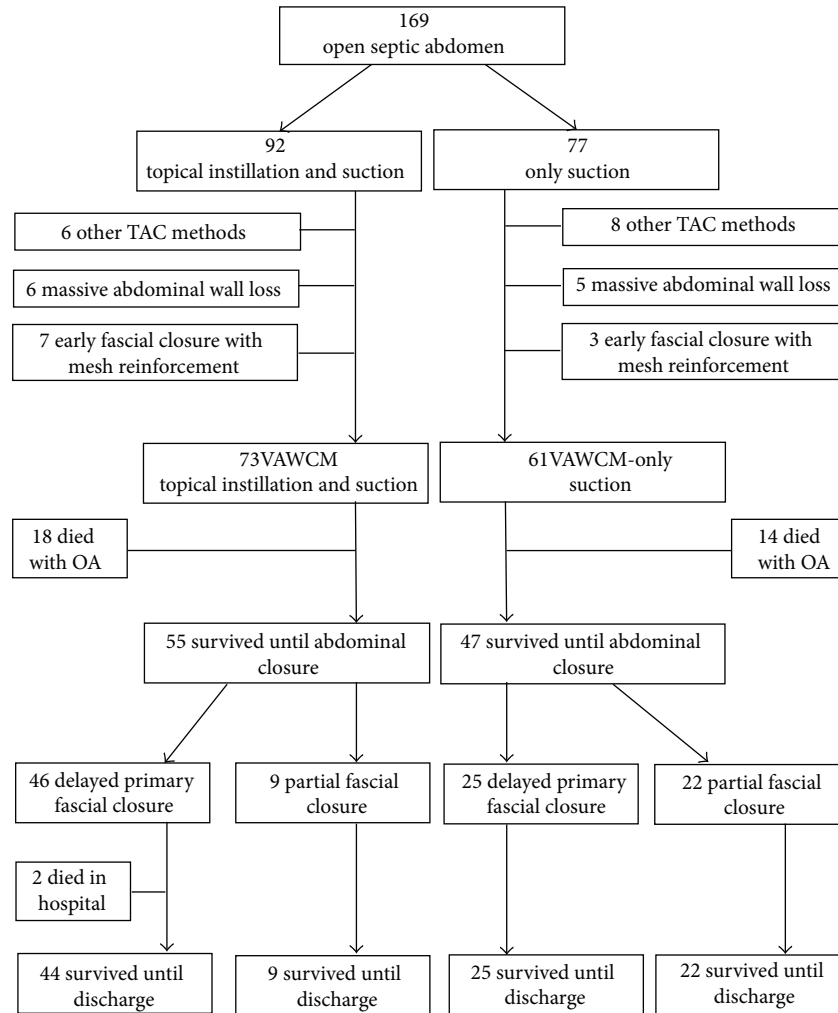 169
open septic abdomen
92
topical instillation and suction
77
only suction
6 other TAC methods
8 other TAC methods
6 massive abdominal wall loss
5 massive abdominal wall loss
7 early fascial closure with
mesh reinforcement
3 early fascial closure with
mesh reinforcement
73VAWCM
topical instillation and suction
61VAWCM-only
suction
18 died
with OA
14 died
with OA
55 survived until abdominal
closure
47 survived until abdominal
closure
46 delayed primary
fascial closure
9 partial fascial
closure
25 delayed primary
fascial closure
22 partial fascial
closure
2 died in
hospital
44 survived until
discharge
9 survived until
discharge
25 survived until
discharge
22 survived until
discharge